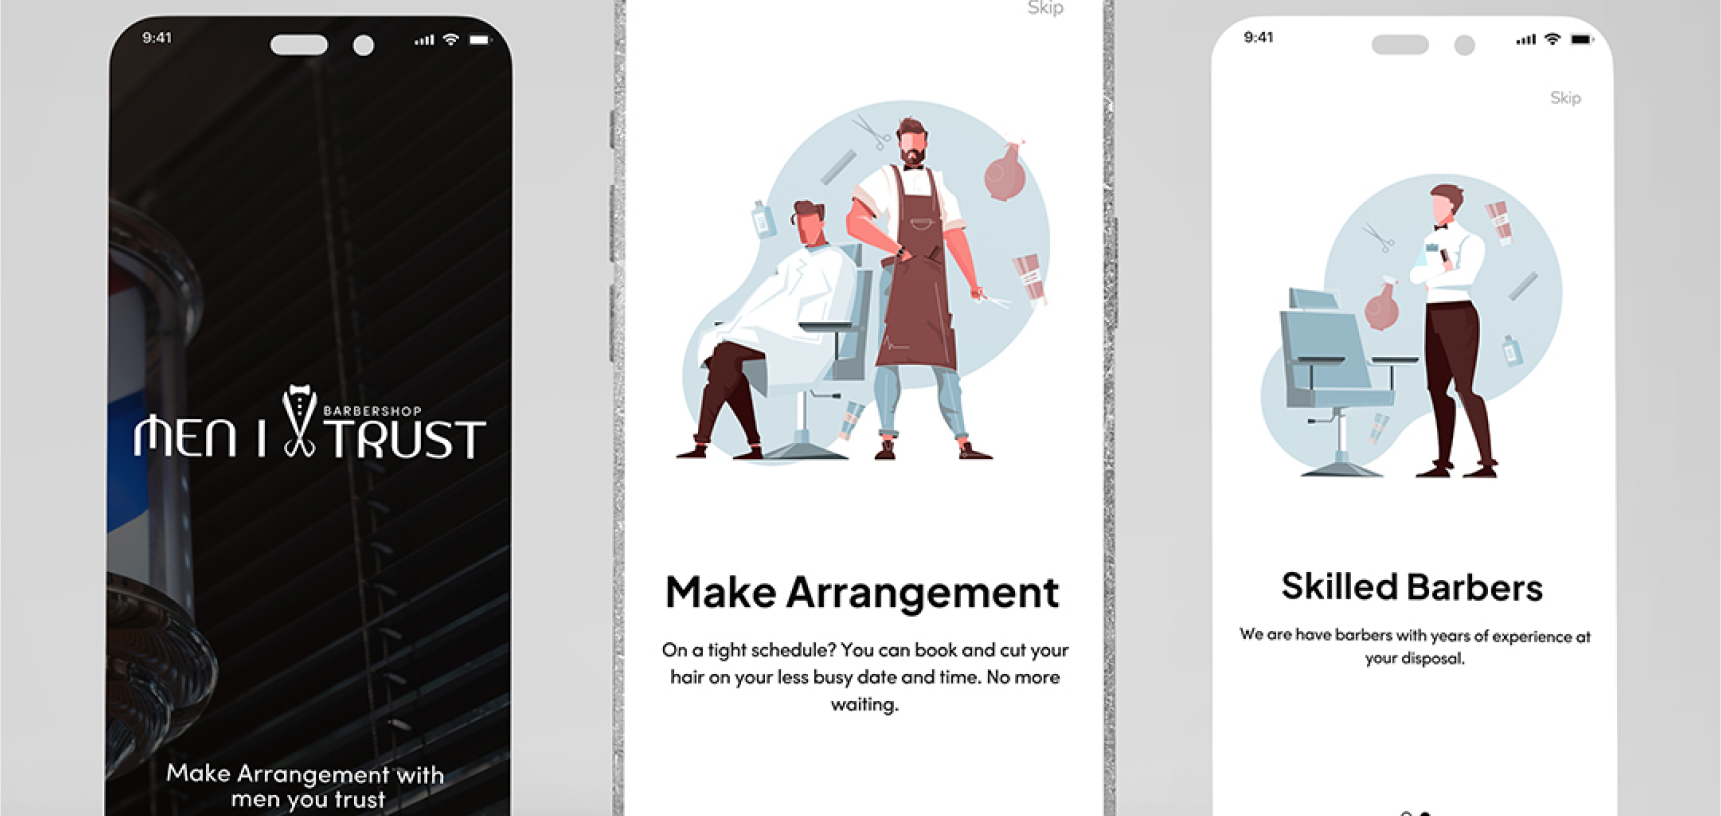 9:41
BARBERSHOP
MEN I TRUST
Make Arrangement with
men you trust
Skip
Make Arrangement
On a tight schedule? You can book and cut your
hair on your less busy date and time. No more
waiting.
9:41
Skip
Skilled Barbers
We are have barbers with years of experience at
your disposal.